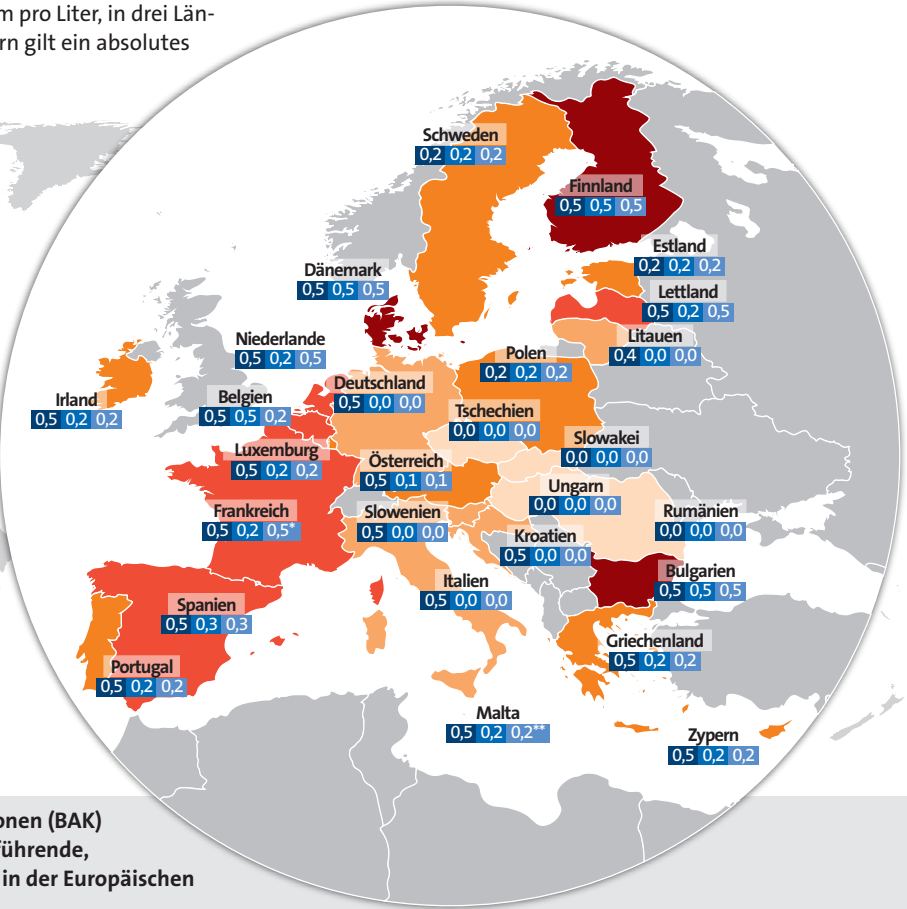 m pro Liter, in drei Län-
rn gilt ein absolutes
Schweden
0,2 0,2 0,2
Finnland
0,5 0,5 0,5
Estland
0,2 0,2 0,2
Dänemark
0,5 0,5 0,5
Lettland
0,5 0,2 0,5
Niederlande
0,5 0,2 0,5
Litauen
0,4 0,0 0,0
Polen
0,2 0,2 0,2
Deutschland
0,5 0,0 0,0
Irland
0,5 0,2 0,2
Belgien
0,5 0,5 0,2
Tschechien
0,0 0,0 0,0
Slowakei
0,0 0,0 0,0
Luxemburg
0,5 0,2 0,2
Österreich
0,5 0,1 0,1
Ungarn
0,0 0,0 0,0
Frankreich
0,5 0,2 0,5*
Slowenien
0,5 0,0 0,0
Rumänien
0,0 0,0 0,0
Kroatien
0,5 0,0 0,0
Bulgarien
0,5 0,5 0,5
Italien
0,5 0,0 0,0
Spanien
0,5 0,3 0,3
Griechenland
0,5 0,2 0,2
Portugal
0,5 0,2 0,2
Malta
0,5 0,2 0,2**
Zypern
0,5 0,2 0,2
onen (BAK)
führende,
in der Europäischen